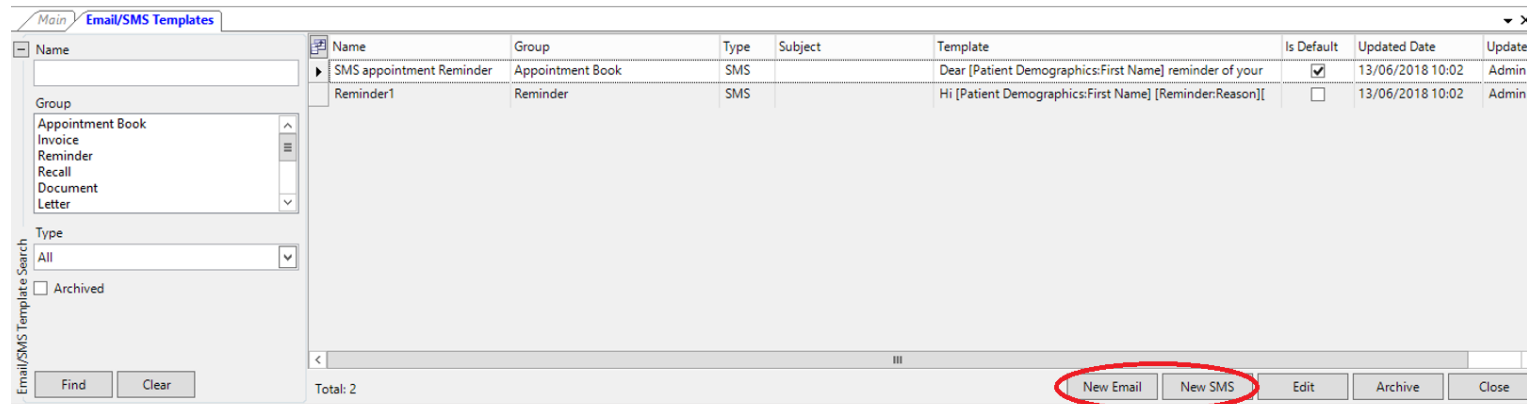 Main Email/SMS Templates
Name
Group
Appointment Book
Invoice
Reminder
Recall
Document
Letter
Type
All
Archived
Find Clear
Email/SMS Template Search
Name Group Type Subject Template Is Default Updated Date Update
SMS appointment Reminder Appointment Book SMS Dear [Patient Demographics:First Name] reminder of your 13/06/2018 10:02 Admin
Reminder1 Reminder SMS Hi [Patient Demographics:First Name] [Reminder:Reason][ 13/06/2018 10:02 Admin
Total: 2 New Email New SMS Edit Archive Close